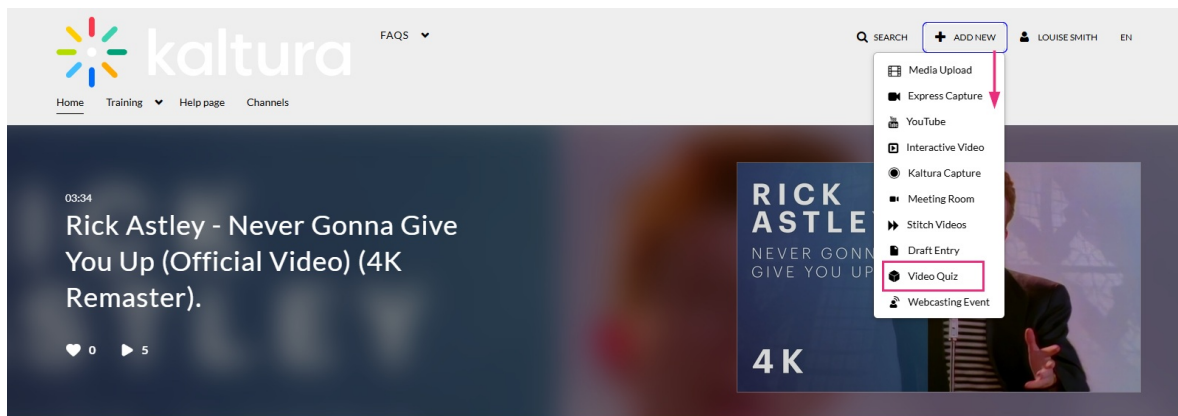 kaltura
FAQS
SEARCH
ADD NEW
LOUISE SMITH
EN
Home Training Help page Channels
Media Upload
Express Capture
YouTube
Interactive Video
Kaltura Capture
Meeting Room
Stitch Videos
Draft Entry
Video Quiz
Webcasting Event
03:34
Rick Astley - Never Gonna Give
You Up (Official Video) (4K
Remaster).
0 5
RICK
ASTLE
NEVER GONN
GIVE YOU UP
4K